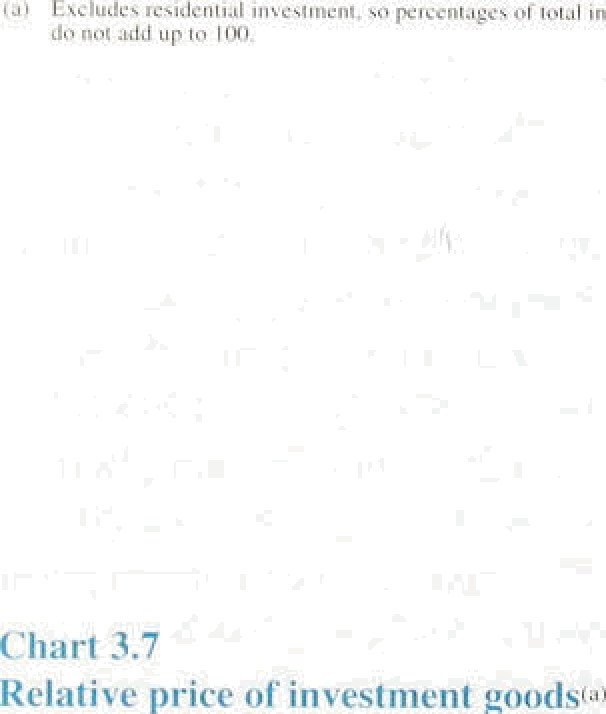 (a) Excludes residential investment, so percentages of total in
do not add up to 100.
Chart 3.7
Relative price of investment goods(a)